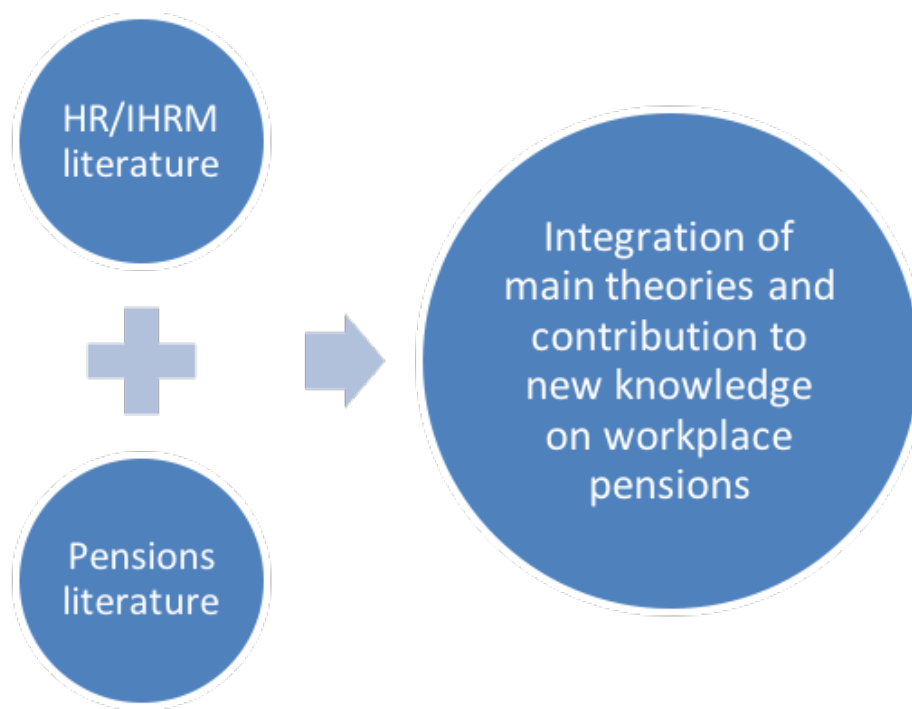 HR/IHRM
literature
Pensions
literature
Integration of
main theories and
contribution to
new knowledge
on workplace
pensions